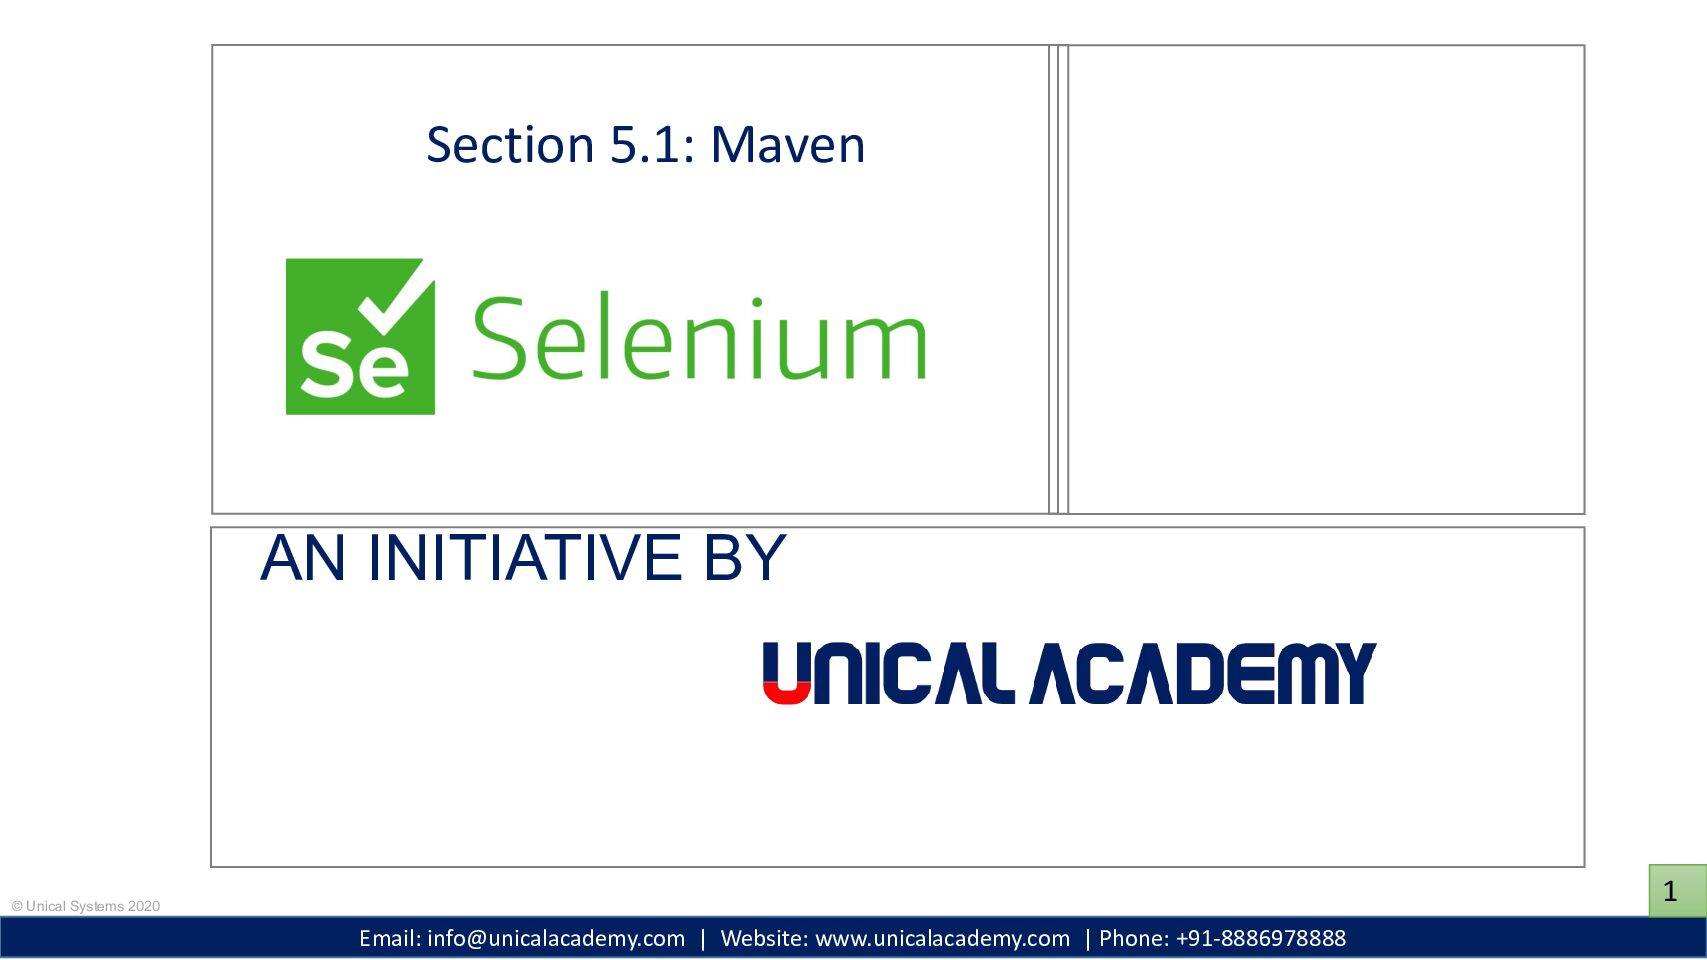 Section 5.1: Maven
Se Selenium
AN INITIATIVE BY
UNICAL ACADEMY
1
© Unical Systems 2020
Email: info@unicalacademy.com | Website: www.unicalacademy.com | Phone: +91-8886978888